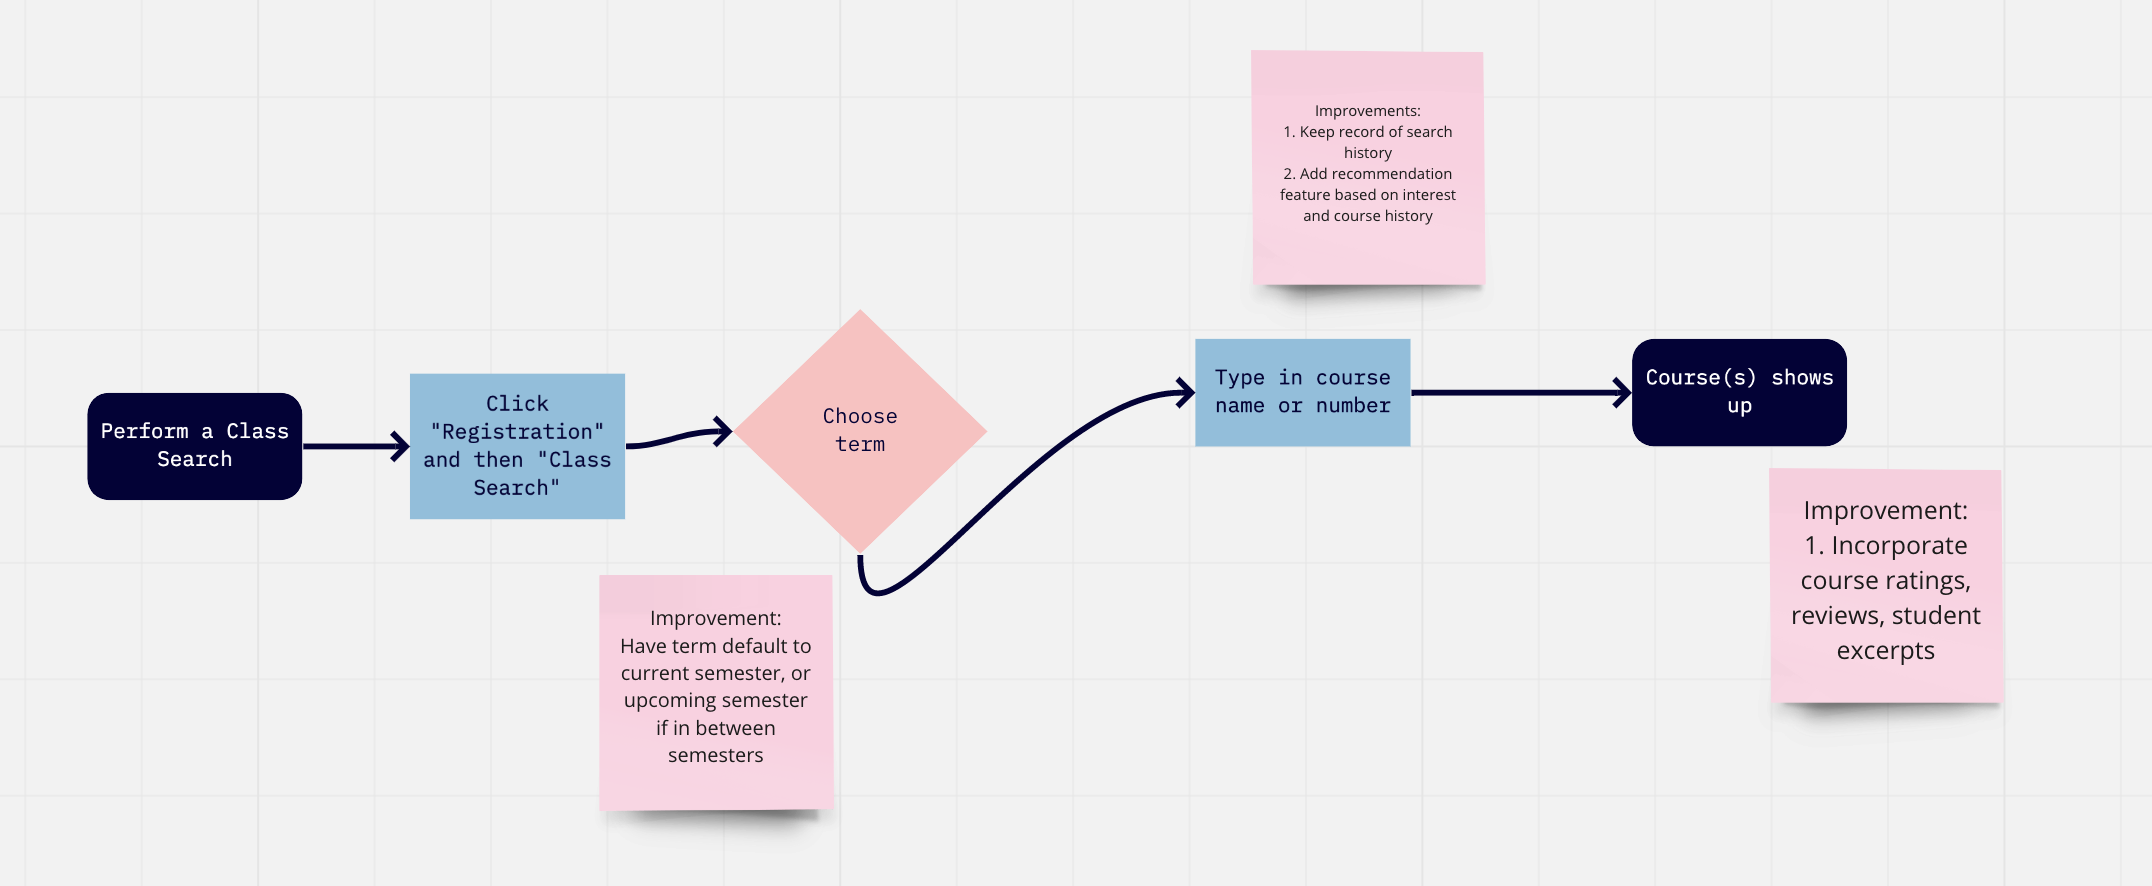 Perform a Class
Search
Click
"Registration"
and then "Class
Search"
Choose
term
Improvement:
Have term default to
current semester, or
upcoming semester
if in between
semesters
Improvements:
1. Keep record of search
history
2. Add recommendation
feature based on interest
and course history
Type in course
name or number
Course(s) shows
up
Improvement:
1. Incorporate
course ratings,
reviews, student
excerpts